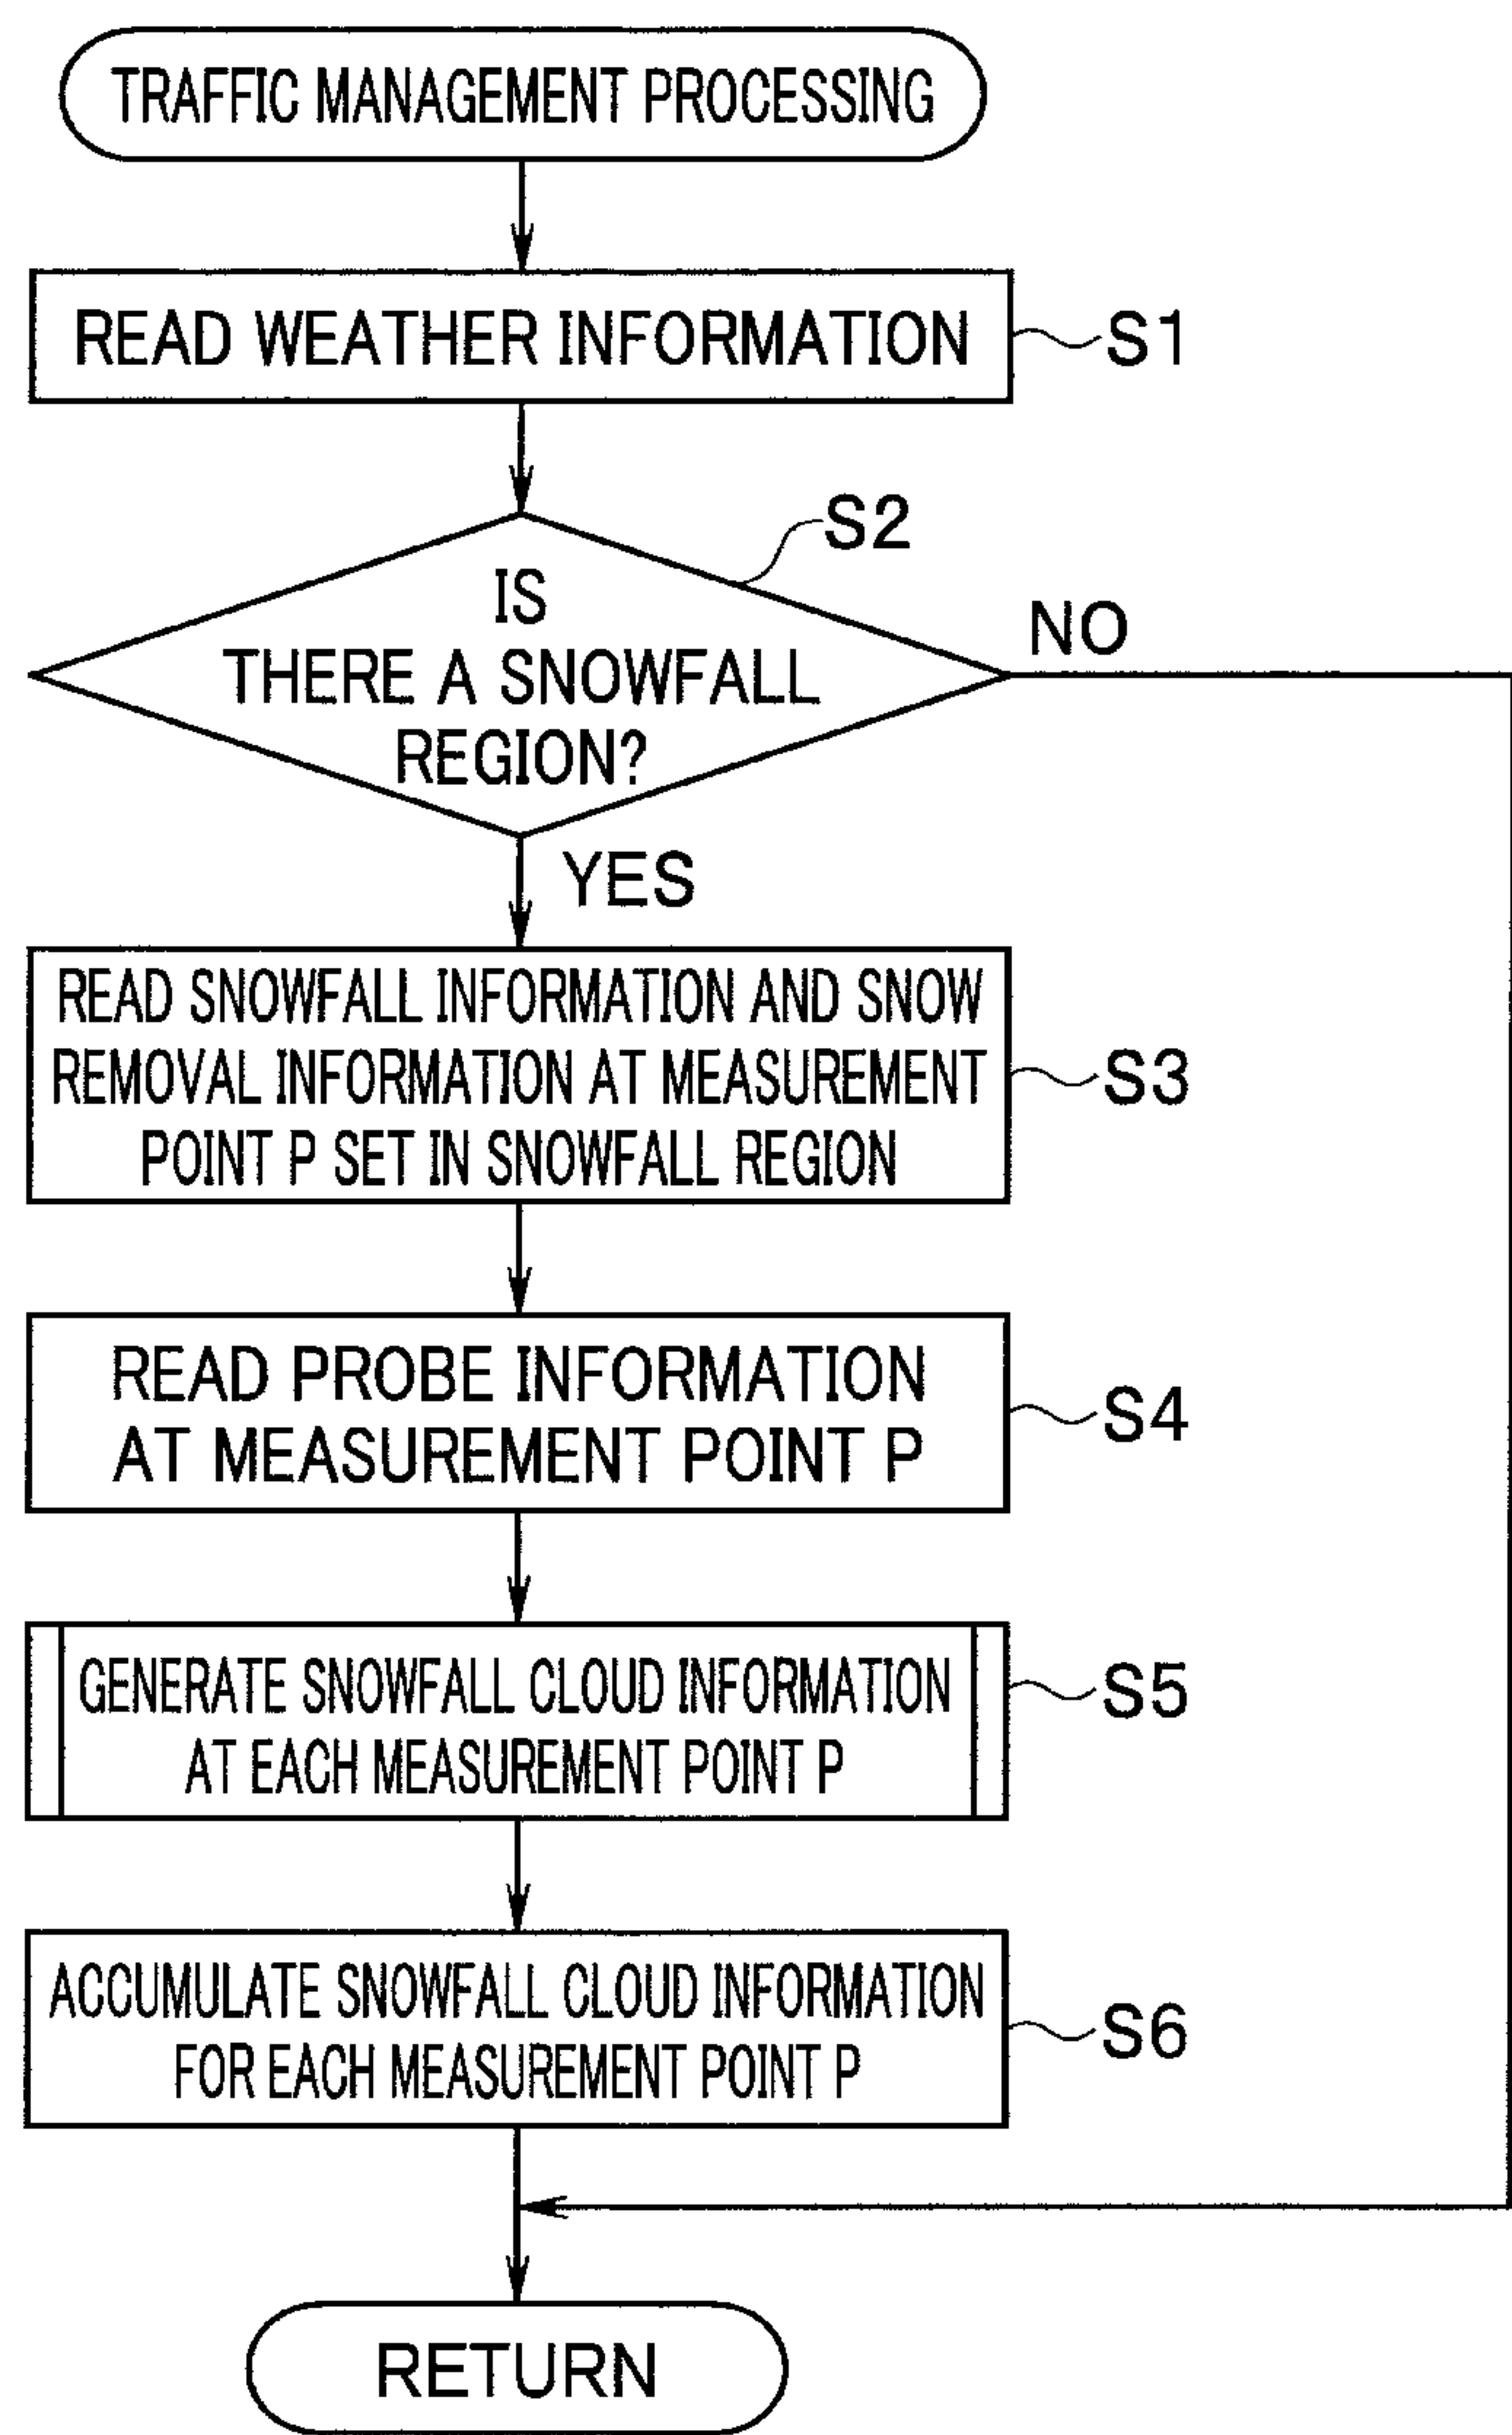 TRAFFIC MANAGEMENT PROCESSING
READ WEATHER INFORMATION
S1
S2
IS
THERE A SNOWFALL
REGION?
NO
YES
READ SNOWFALL INFORMATION AND SNOW
REMOVAL INFORMATION AT MEASUREMENT
POINT P SET IN SNOWFALL REGION
S3
READ PROBE INFORMATION
AT MEASUREMENT POINT P
S4
GENERATE SNOWFALL CLOUD INFORMATION
AT EACH MEASUREMENT POINT P
S5
ACCUMULATE SNOWFALL CLOUD INFORMATION
FOR EACH MEASUREMENT POINT P
S6
RETURN